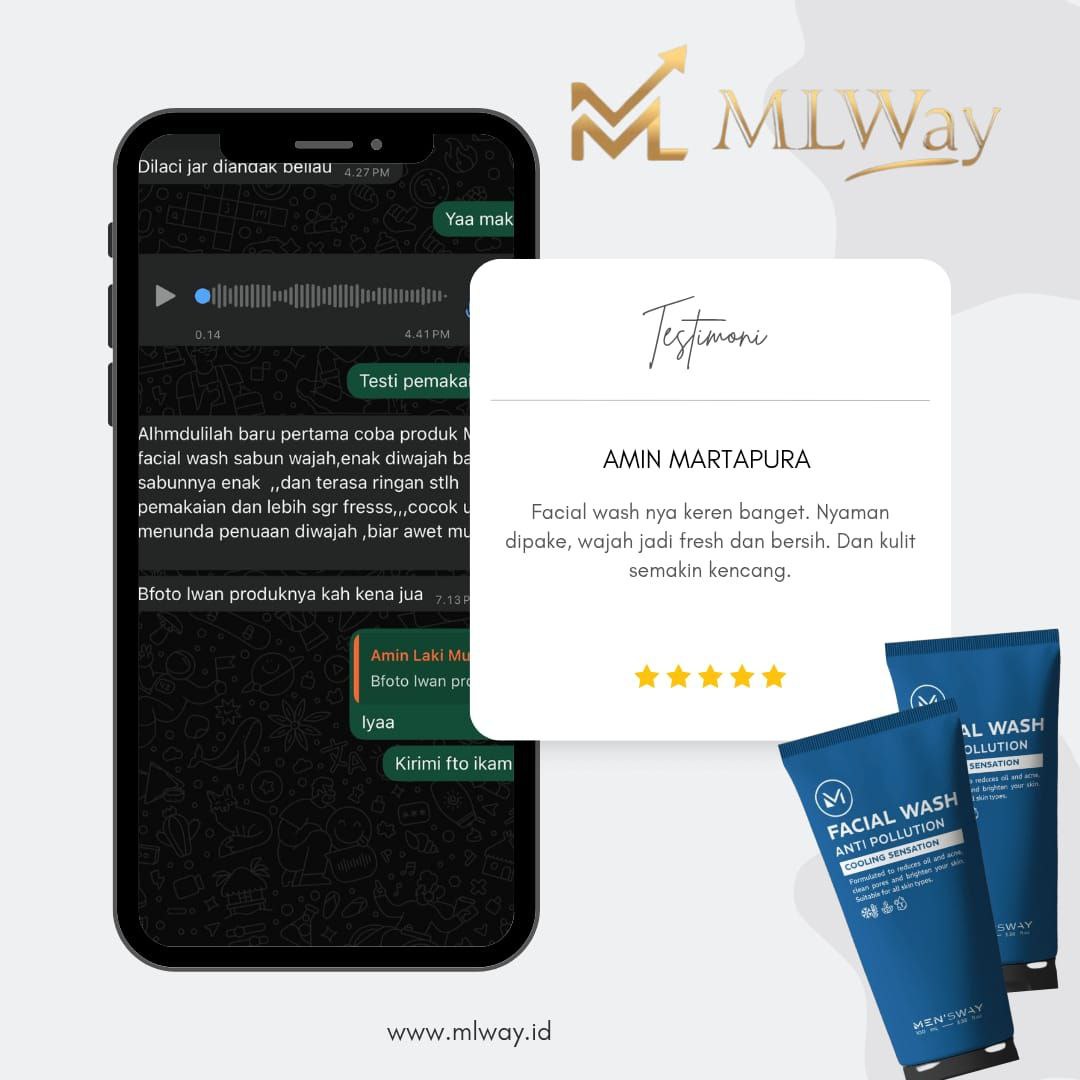 MLWay
Dilaci jar diandak beliau 4.27 PM
Yaa mak
0.14 4.41 PM
Testi pemakai
Alhmdulilah baru pertama coba produk
facial wash sabun wajah,enak diwajah ba
sabunnya enak ,,dan terasa ringan stlh
pemakaian dan lebih sgr fresss,,,cocok u
menunda penuaan diwajah ,biar awet mu
Bfoto Iwan produknya kah kena jua 7.13 P
Amin Laki Mu
Bfoto Iwan pro
Iyaa
Kirimi fto ikam
Testimoni
AMIN MARTAPURA
Facial wash nya keren banget. Nyaman
dipake, wajah jadi fresh dan bersih. Dan kulit
semakin kencang.
AL WASH
OLLUTION
SENSATION
o reduces oil and acne,
nd brighten your skin.
l skin types.
SWAY
FACIAL WASH
ANTI POLLUTION
COOLING SENSATION
Formulated to reduces oil and acne,
clean pores and brighten your skin.
Suitable for all skin types.
MEN'SWAY
100 ML
www.mlway.id